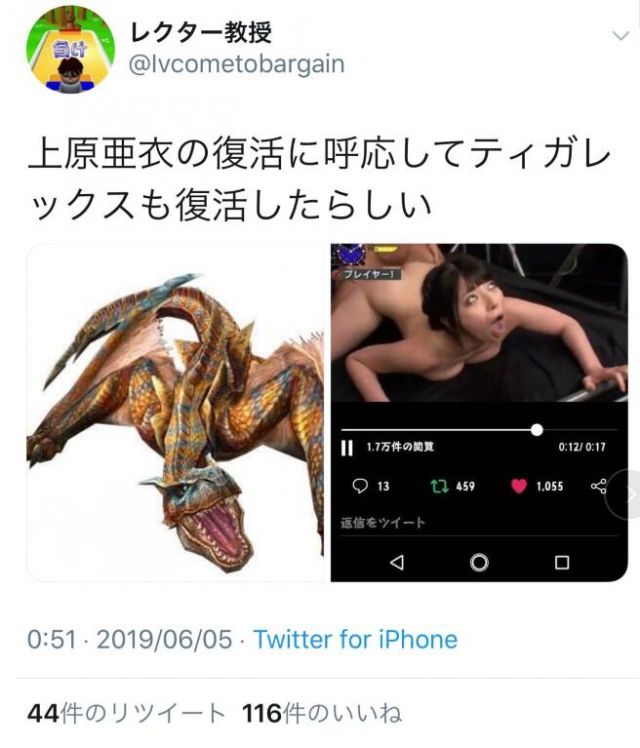 レクター教授
@lvcometobargain
上原亜衣の復活に呼応してティガレ
ックスも復活したらしい
プレイヤー!
1.7万件の閲覧
0:12/0:17
13
459
1,055
返信をツイート
0:51 · 2019/06/05 · Twitter for iPhone
44件のリツイート 116件のいいね